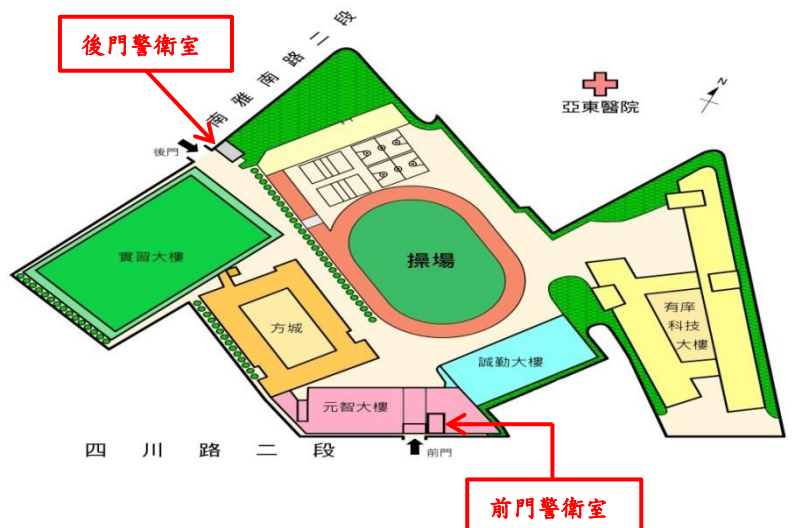 後門警衛室
南雅南路二段
N
亞東醫院
後門
實習大樓
操場
方城
有庠
科技
大樓
誠勤大樓
元智大樓
四川路二段
前門
前門警衛室